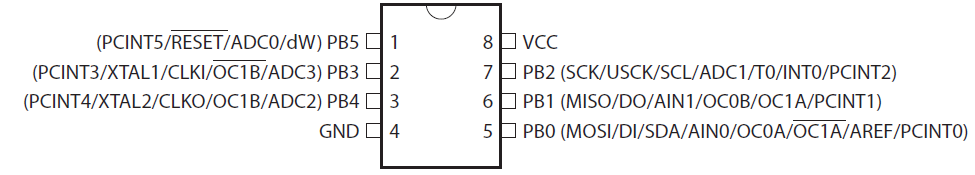 (PCINT5/RESET/ADC0/dW) PB5 1 8 VCC
(PCINT3/XTAL1/CLKI/OC1B/ADC3) PB3 2 7 PB2 (SCK/USCK/SCL/ADC1/T0/INT0/PCINT2)
(PCINT4/XTAL2/CLKO/OC1B/ADC2) PB4 3 6 PB1 (MISO/DO/AIN1/OC0B/OC1A/PCINT1)
GND 4 5 PB0 (MOSI/DI/SDA/AIN0/OC0A/OC1A/AREF/PCINT0)